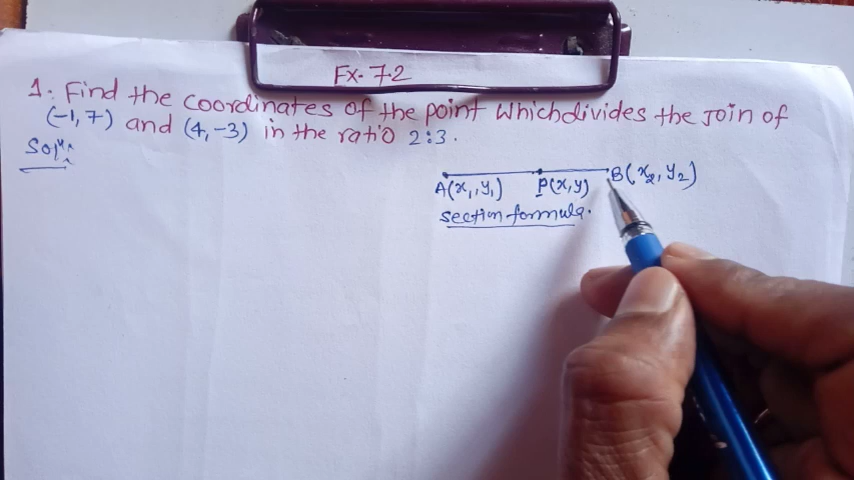 Ex. 7.2
1. Find the coordinates of the point which divides the join of
(-1, 7) and (4, -3) in the ratio 2:3.
Solⁿ:
A(x₁, y₁) P(x, y) B(x₂, y₂)
section formula.